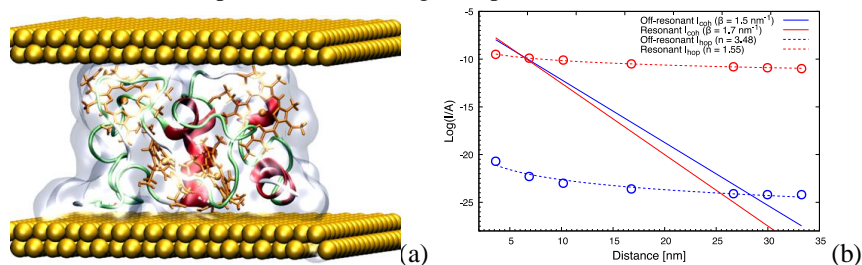 Off-resonant I_coh (β = 1.5 nm⁻¹)
Resonant I_coh (β = 1.7 nm⁻¹)
Off-resonant I_hop (n = 3.48)
Resonant I_hop (n = 1.55)
Log(I/A)
-5
-10
-15
-20
-25
5 10 15 20 25 30 35
Distance [nm]
(a)
(b)